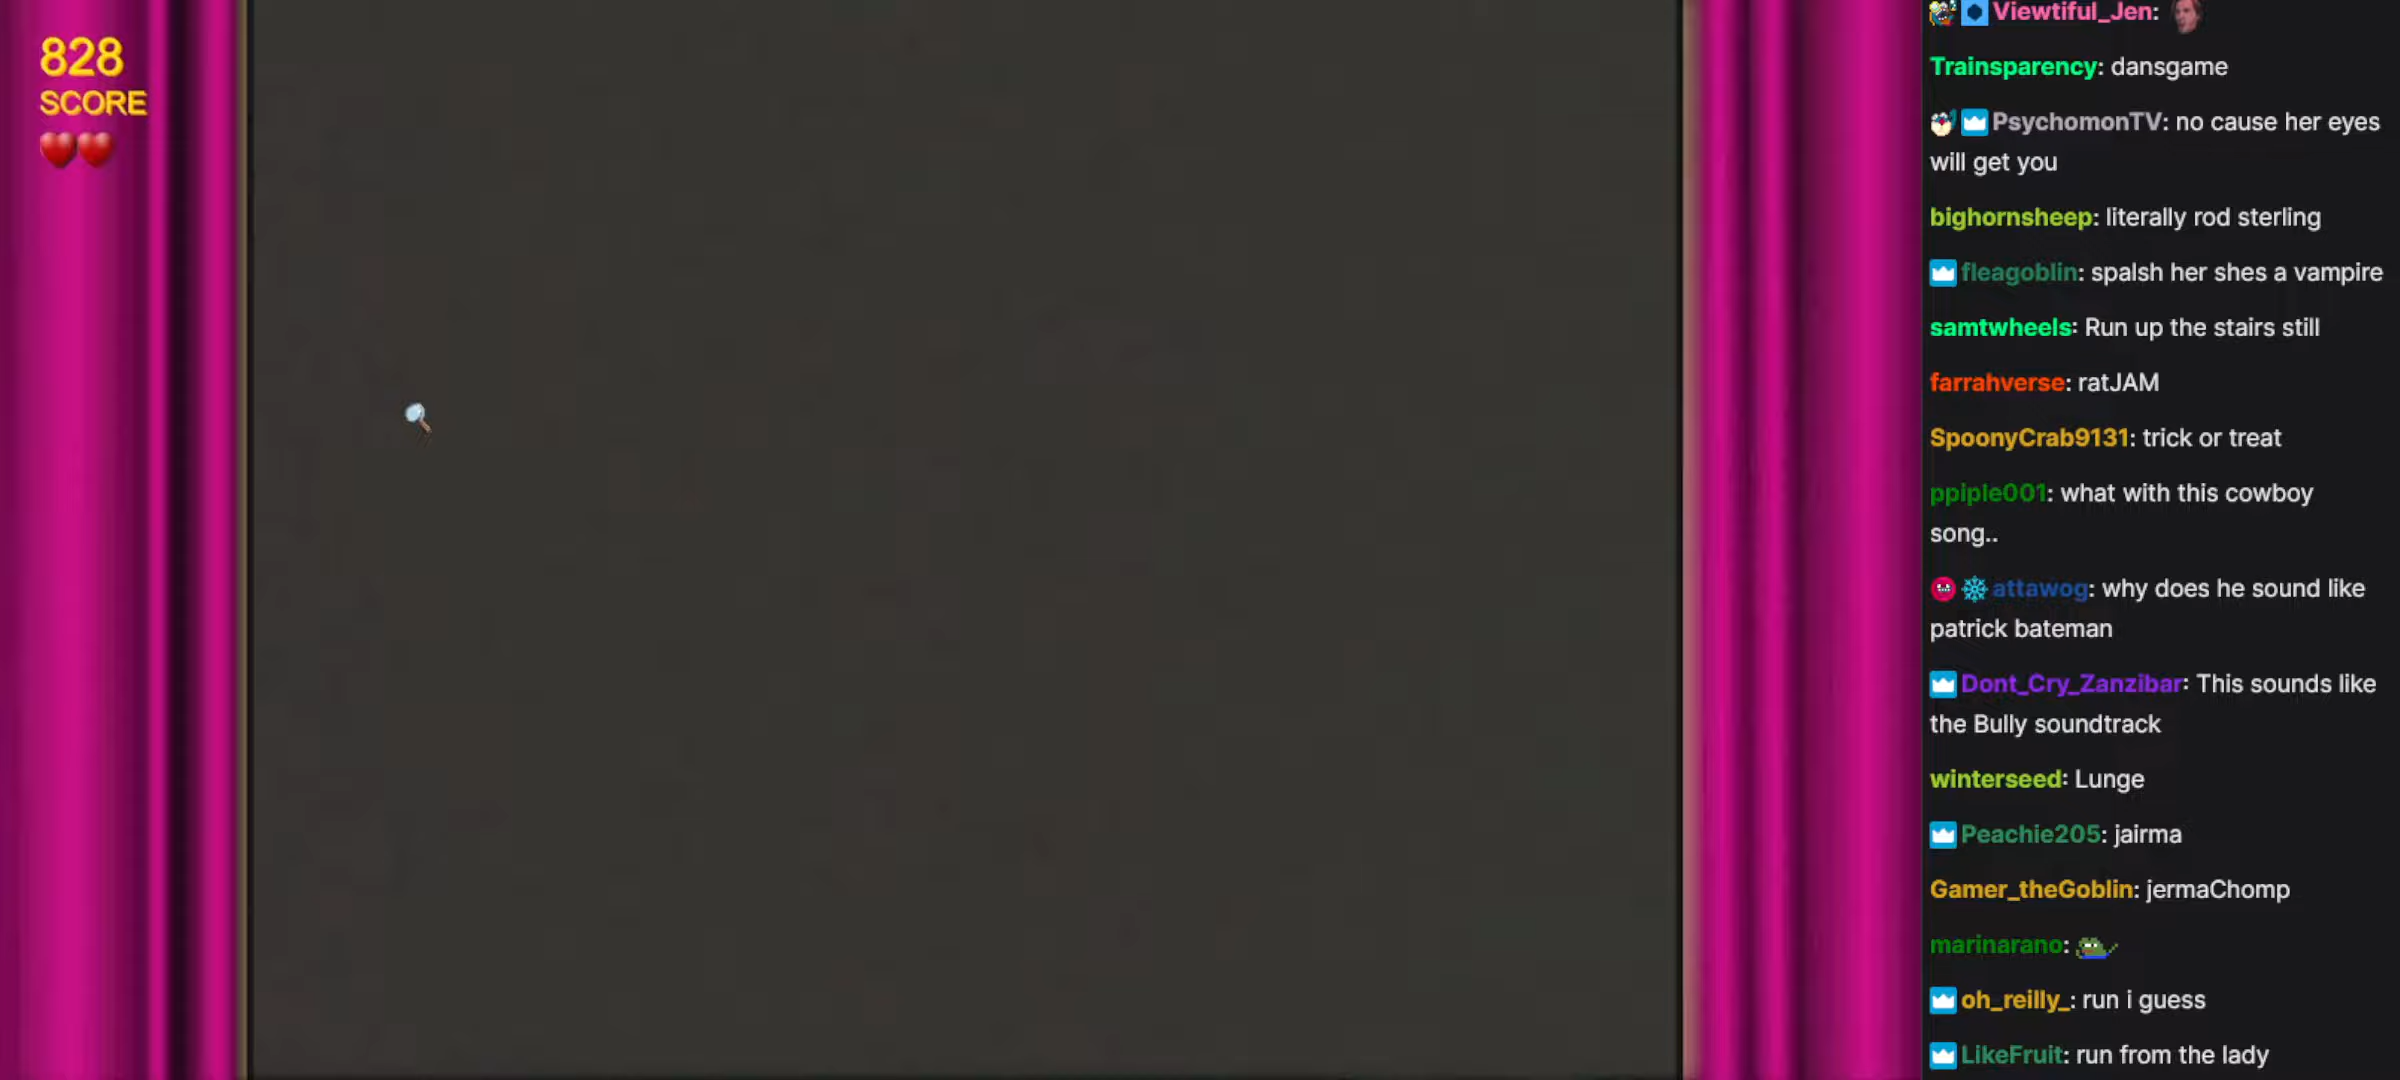 828
SCORE
Viewtiful_Jen:
Trainsparency: dansgame
PsychomonTV: no cause her eyes
will get you
bighornsheep: literally rod sterling
fleagoblin: spalsh her shes a vampire
samtwheels: Run up the stairs still
farrahverse: ratJAM
SpoonyCrab9131: trick or treat
ppiple001: what with this cowboy
song..
attawog: why does he sound like
patrick bateman
Dont_Cry_Zanzibar: This sounds like
the Bully soundtrack
winterseed: Lunge
Peachie205: jairma
Gamer_theGoblin: jermaChomp
marinarano:
oh_reilly_: run i guess
LikeFruit: run from the lady